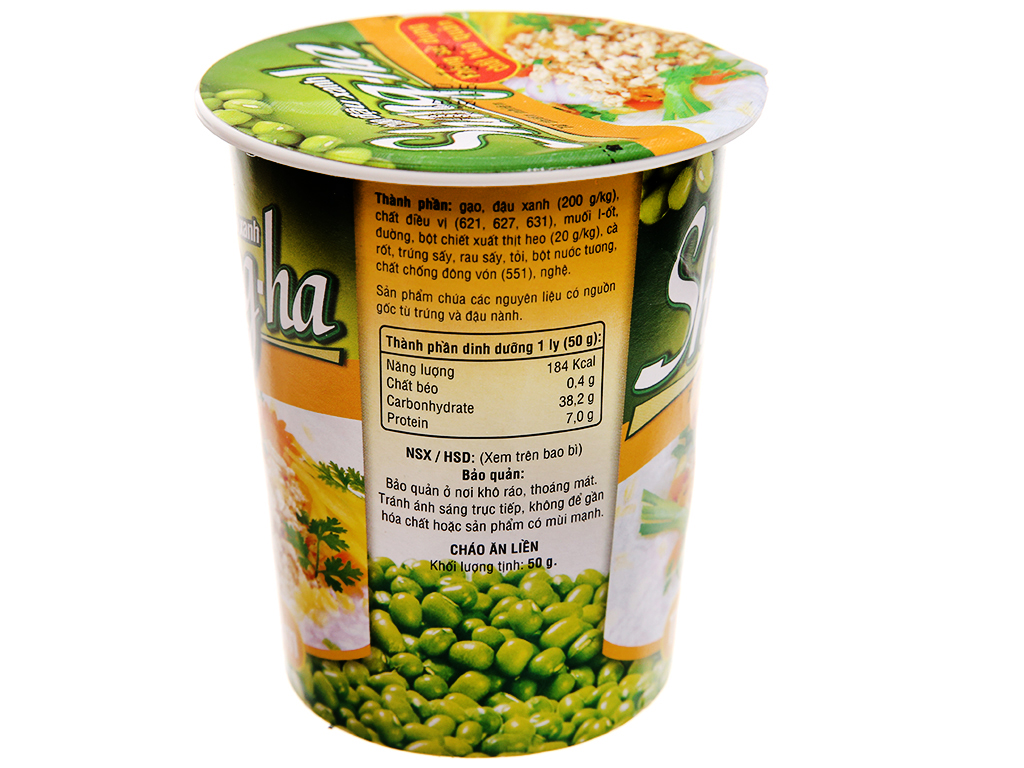 anh
-ha
Thành phần: gạo, đậu xanh (200 g/kg),
chất điều vị (621, 627, 631), muối I-ốt,
đường, bột chiết xuất thịt heo (20 g/kg), cà
rốt, trứng sấy, rau sấy, tỏi, bột nước tương,
chất chống đông vón (551), nghệ.
Sản phẩm chứa các nguyên liệu có nguồn
gốc từ trứng và đậu nành.
Thành phần dinh dưỡng 1 ly (50 g):
Năng lượng 184 Kcal
Chất béo 0,4 g
Carbonhydrate 38,2 g
Protein 7,0 g
NSX / HSD: (Xem trên bao bì)
Bảo quản:
Bảo quản ở nơi khô ráo, thoáng mát.
Tránh ánh sáng trực tiếp, không để gần
hóa chất hoặc sản phẩm có mùi mạnh.
CHÁO ĂN LIỀN
Khối lượng tịnh: 50 g.